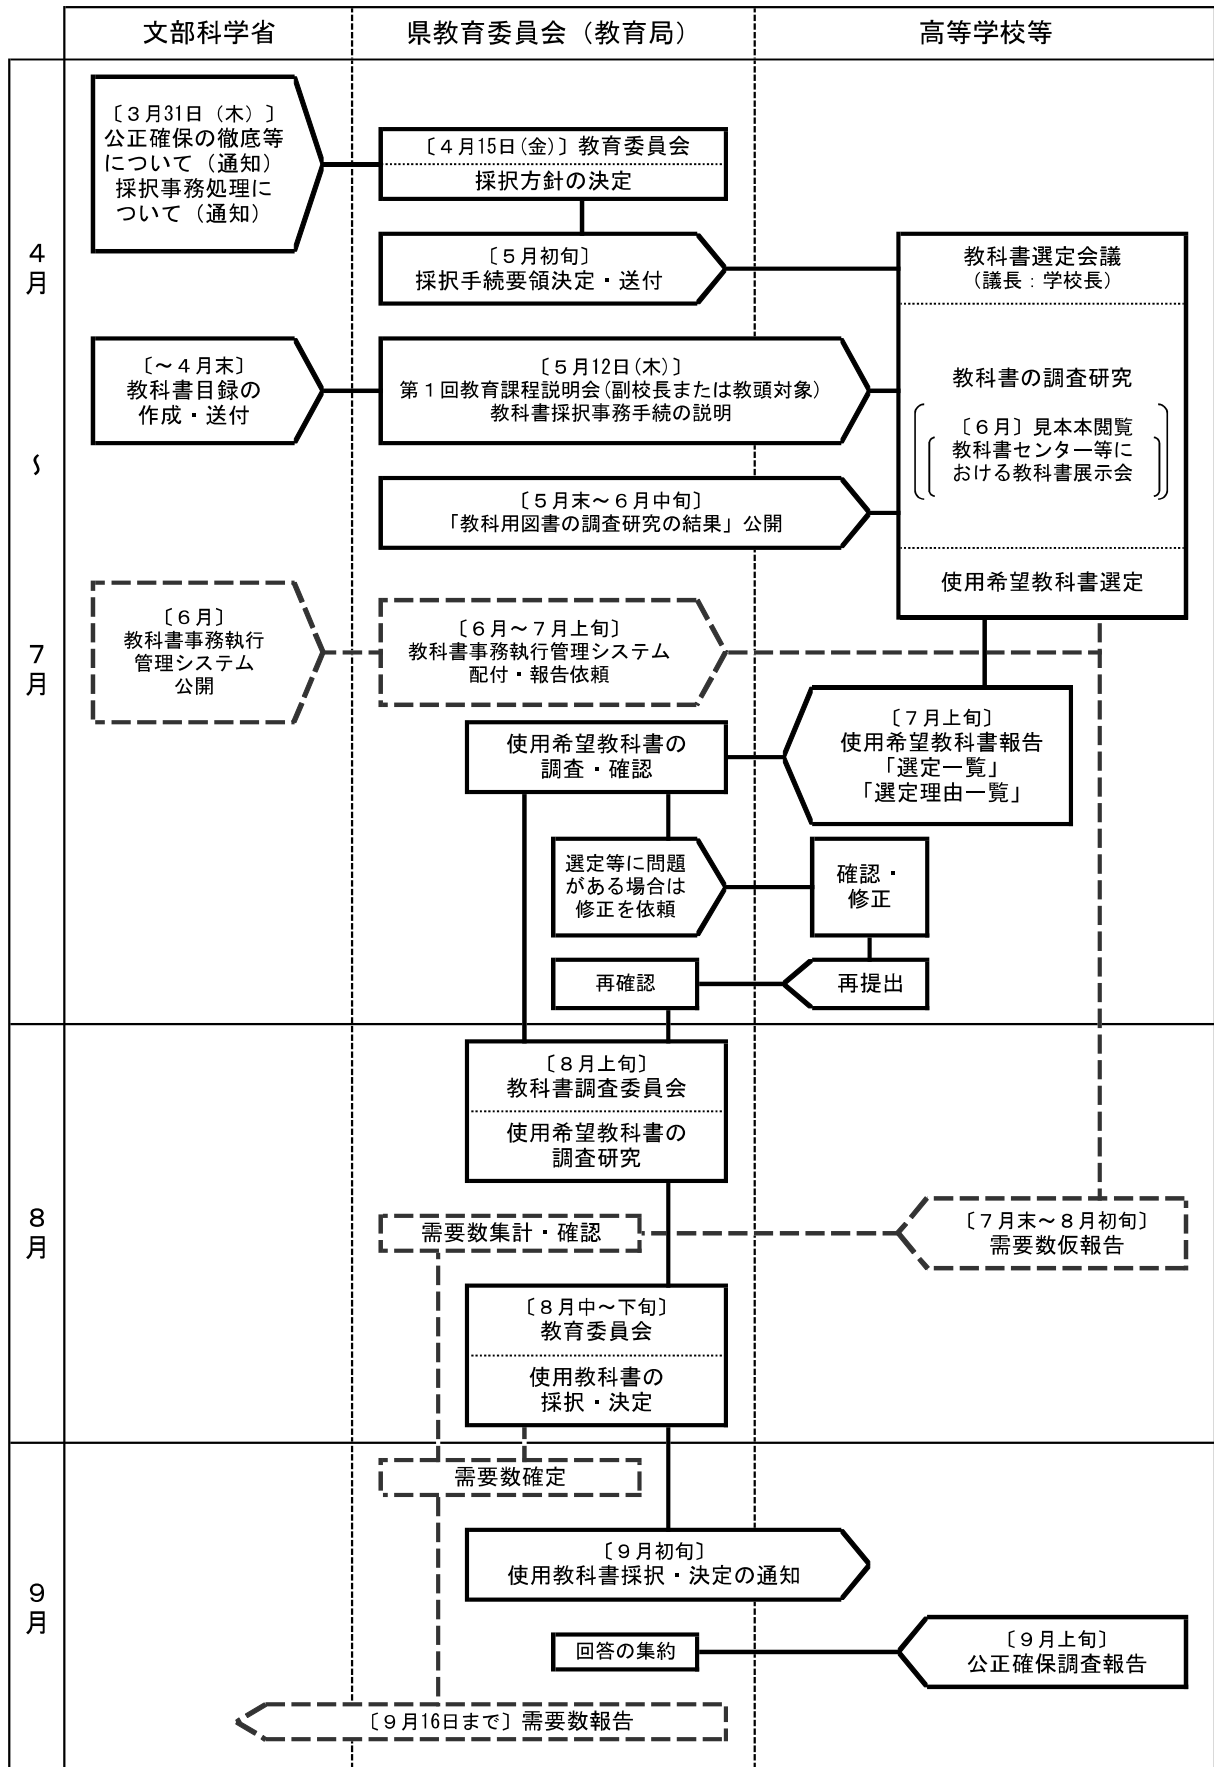 文部科学省
県教育委員会（教育局）
高等学校等
４月
～
７月
〔３月31日（木）〕
公正確保の徹底等
について（通知）
採択事務処理に
ついて（通知）
〔４月15日(金)〕教育委員会
採択方針の決定
〔５月初旬〕
採択手続要領決定・送付
教科書選定会議
（議長：学校長）
〔～４月末〕
教科書目録の
作成・送付
〔５月12日(木)〕
第１回教育課程説明会(副校長または教頭対象)
教科書採択事務手続の説明
教科書の調査研究
〔６月〕見本本閲覧
教科書センター等に
おける教科書展示会
〔５月末～６月中旬〕
「教科用図書の調査研究の結果」公開
使用希望教科書選定
〔６月〕
教科書事務執行
管理システム
公開
〔６月～７月上旬〕
教科書事務執行管理システム
配付・報告依頼
〔７月上旬〕
使用希望教科書報告
「選定一覧」
「選定理由一覧」
使用希望教科書の
調査・確認
選定等に問題
がある場合は
修正を依頼
確認・
修正
再確認
再提出
８月
〔８月上旬〕
教科書調査委員会
使用希望教科書の
調査研究
需要数集計・確認
〔７月末～８月初旬〕
需要数仮報告
〔８月中～下旬〕
教育委員会
使用教科書の
採択・決定
９月
需要数確定
〔９月初旬〕
使用教科書採択・決定の通知
回答の集約
〔９月上旬〕
公正確保調査報告
〔９月16日まで〕需要数報告